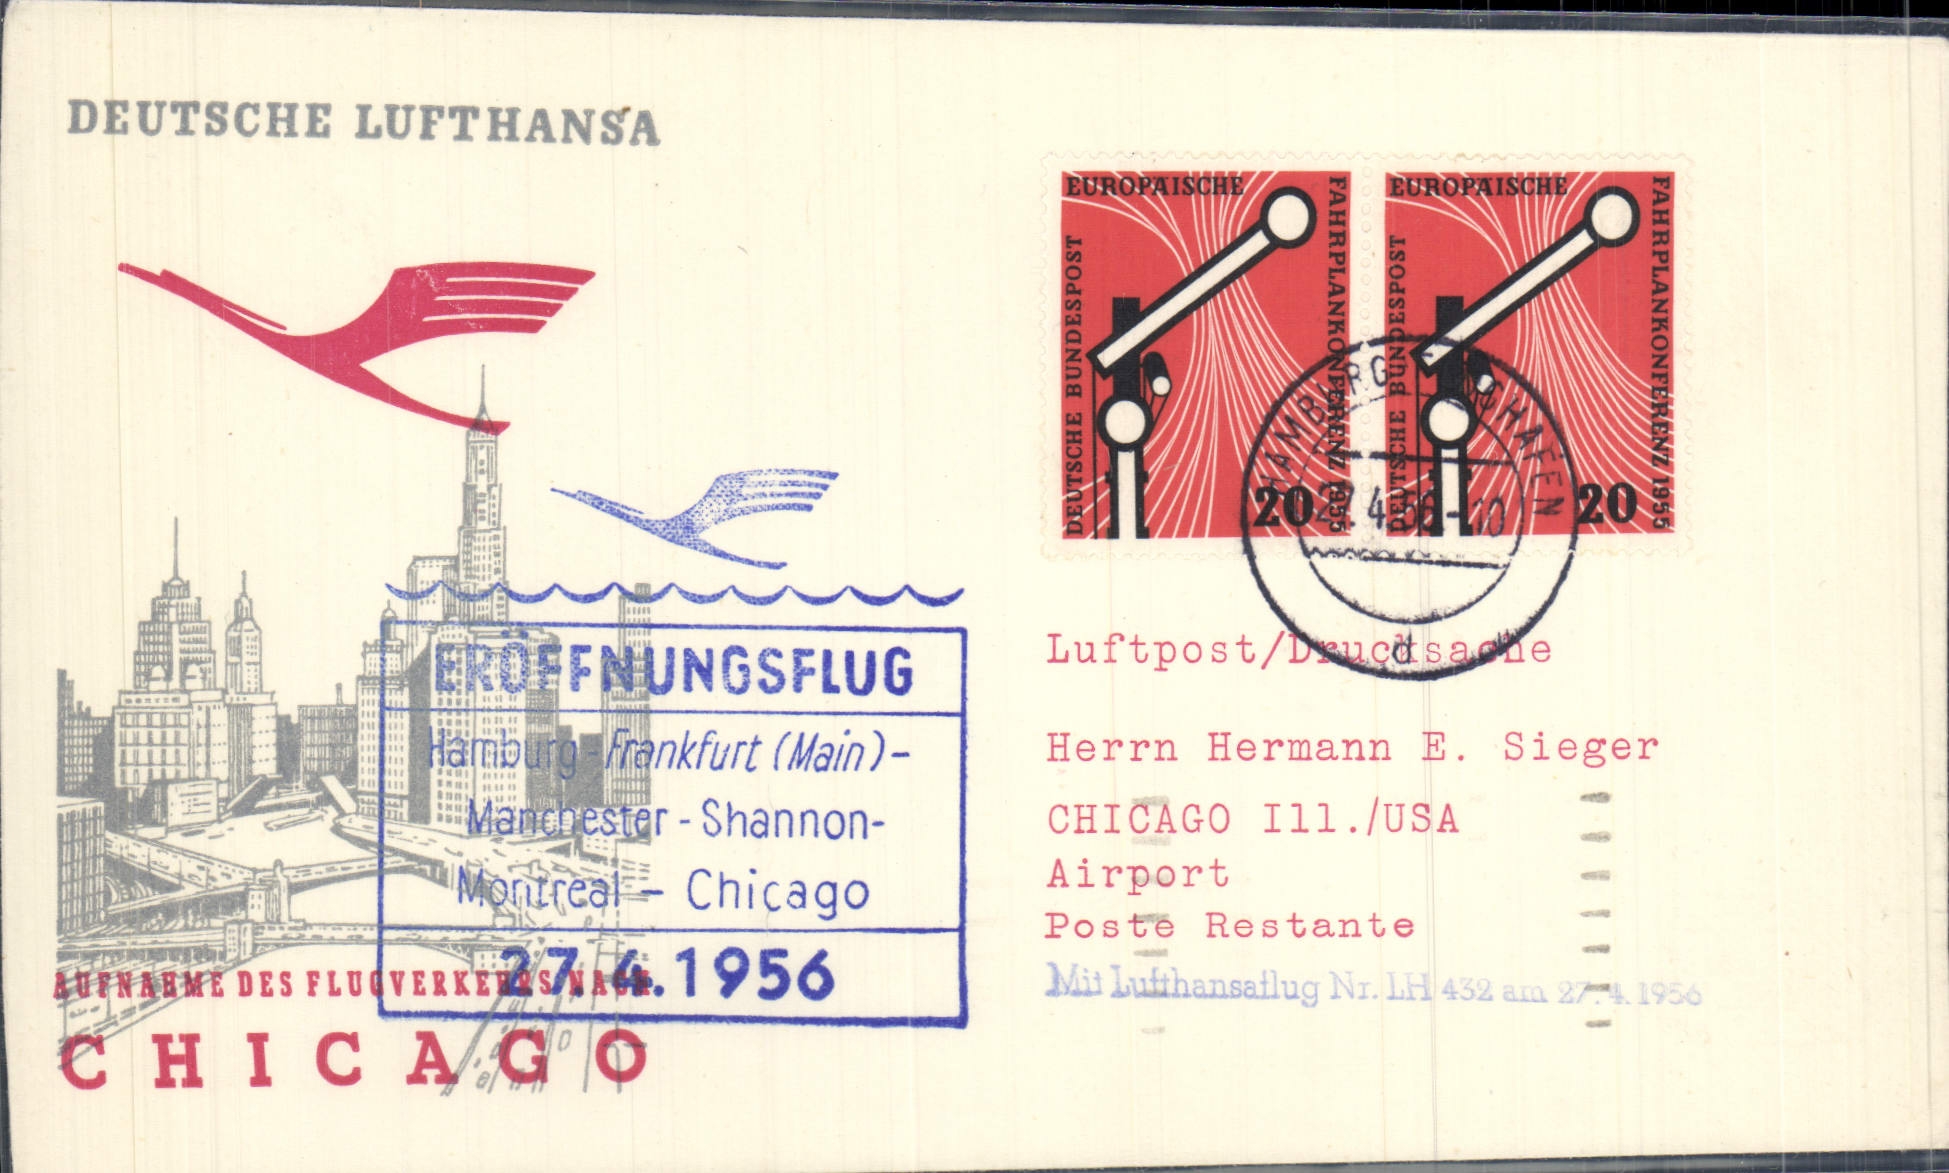 DEUTSCHE LUFTHANSA
EUROPÄISCHE
FAHRPLANKONFERENZ 1955
DEUTSCHE BUNDESPOST
20
EUROPÄISCHE
FAHRPLANKONFERENZ 1955
DEUTSCHE BUNDESPOST
20
HAMBURG
27.4.56.-10
d
Luftpost/Drucksache
Herrn Hermann E. Sieger
CHICAGO Ill./USA
Airport
Poste Restante
Mit Lufthansaflug Nr. LH 432 am 27.4.1956
ERÖFFNUNGSFLUG
Hamburg-Frankfurt (Main)-
Manchester-Shannon-
Montreal-Chicago
27.4.1956
AUFNAHME DES FLUGVERKEHRS NACH
CHICAGO